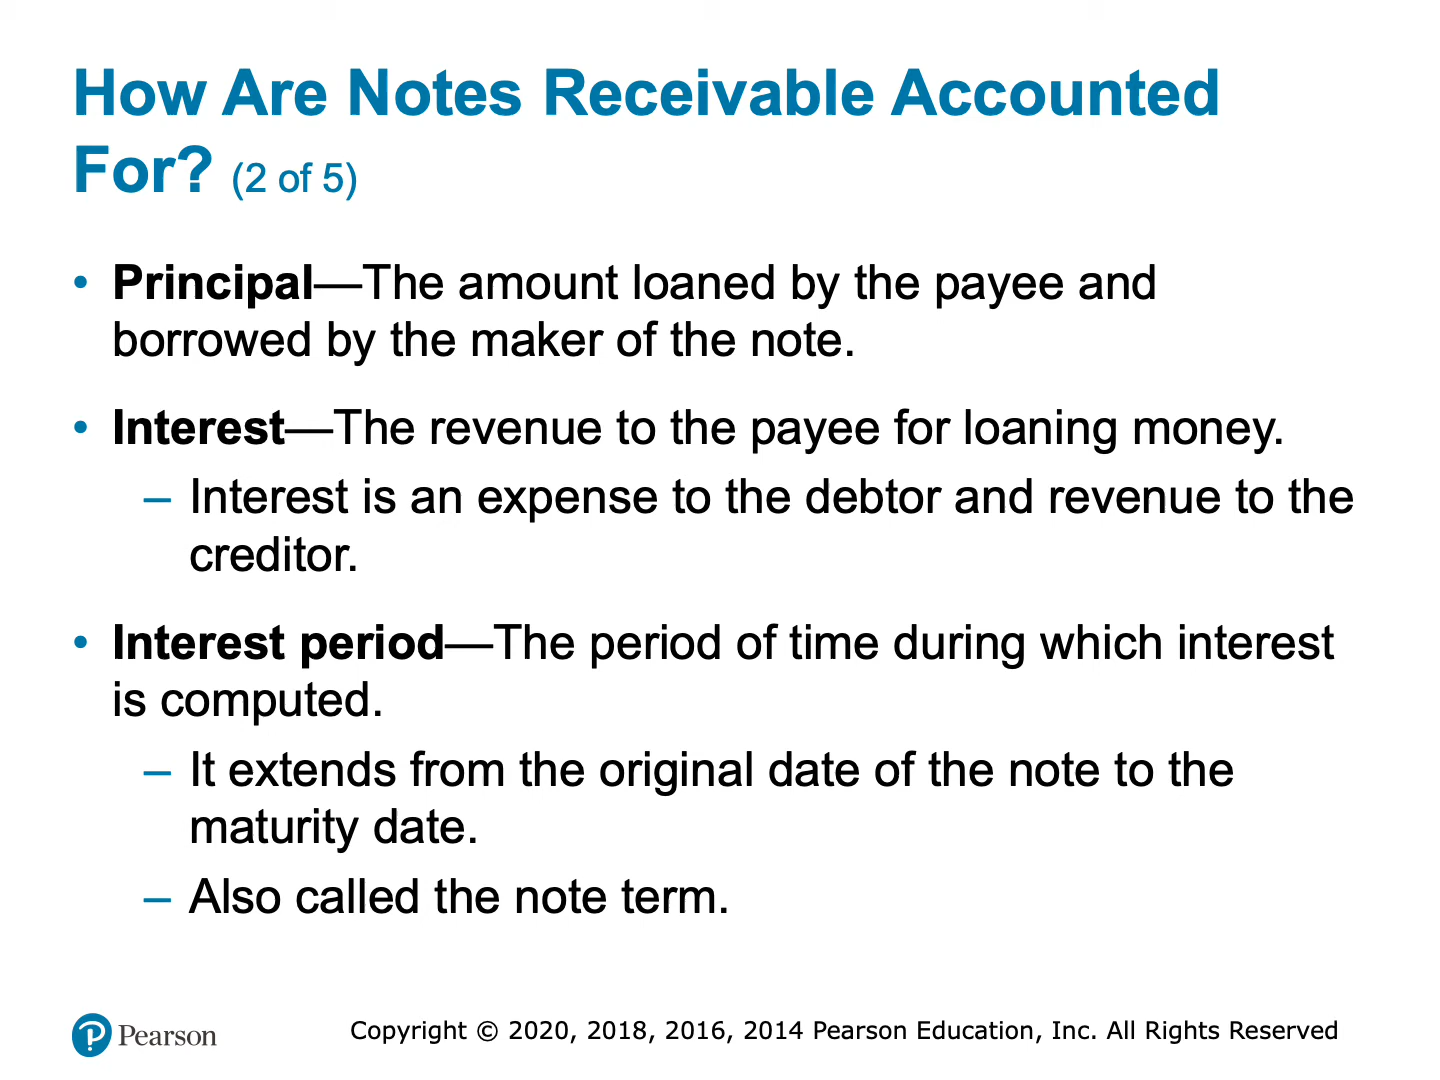 How Are Notes Receivable Accounted
For? (2 of 5)
• Principal—The amount loaned by the payee and
borrowed by the maker of the note.
• Interest—The revenue to the payee for loaning money.
– Interest is an expense to the debtor and revenue to the
creditor.
• Interest period—The period of time during which interest
is computed.
– It extends from the original date of the note to the
maturity date.
– Also called the note term.
P Pearson
Copyright © 2020, 2018, 2016, 2014 Pearson Education, Inc. All Rights Reserved